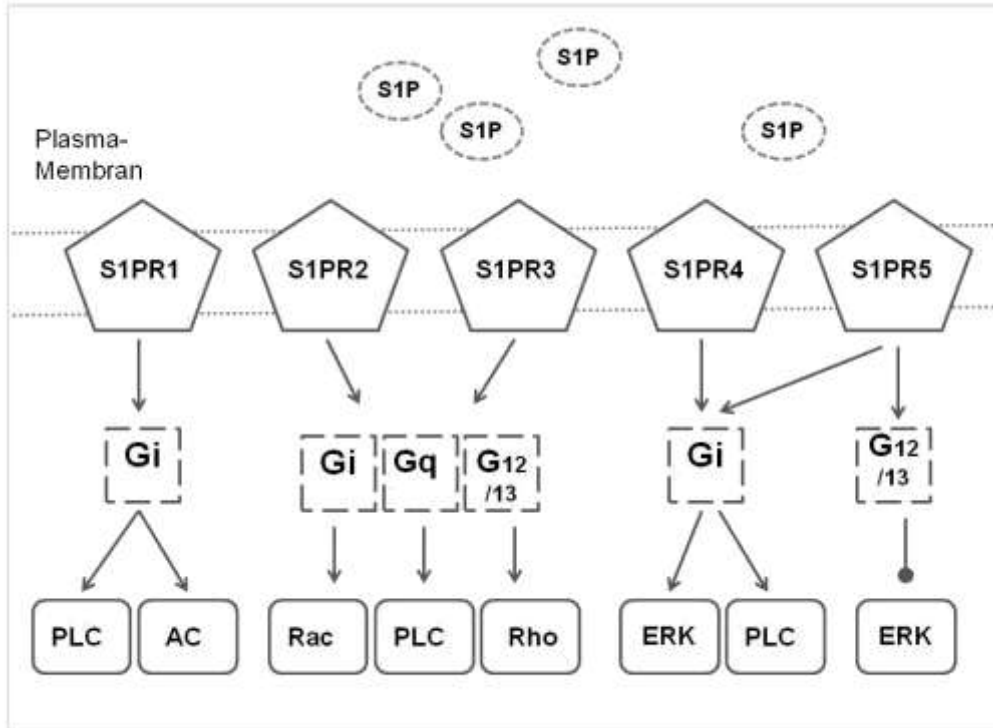 S1P
S1P
S1P
S1P
Plasma-
Membran
S1PR1
S1PR2
S1PR3
S1PR4
S1PR5
Gi
Gi
Gq
G12
/13
Gi
G12
/13
PLC
AC
Rac
PLC
Rho
ERK
PLC
ERK